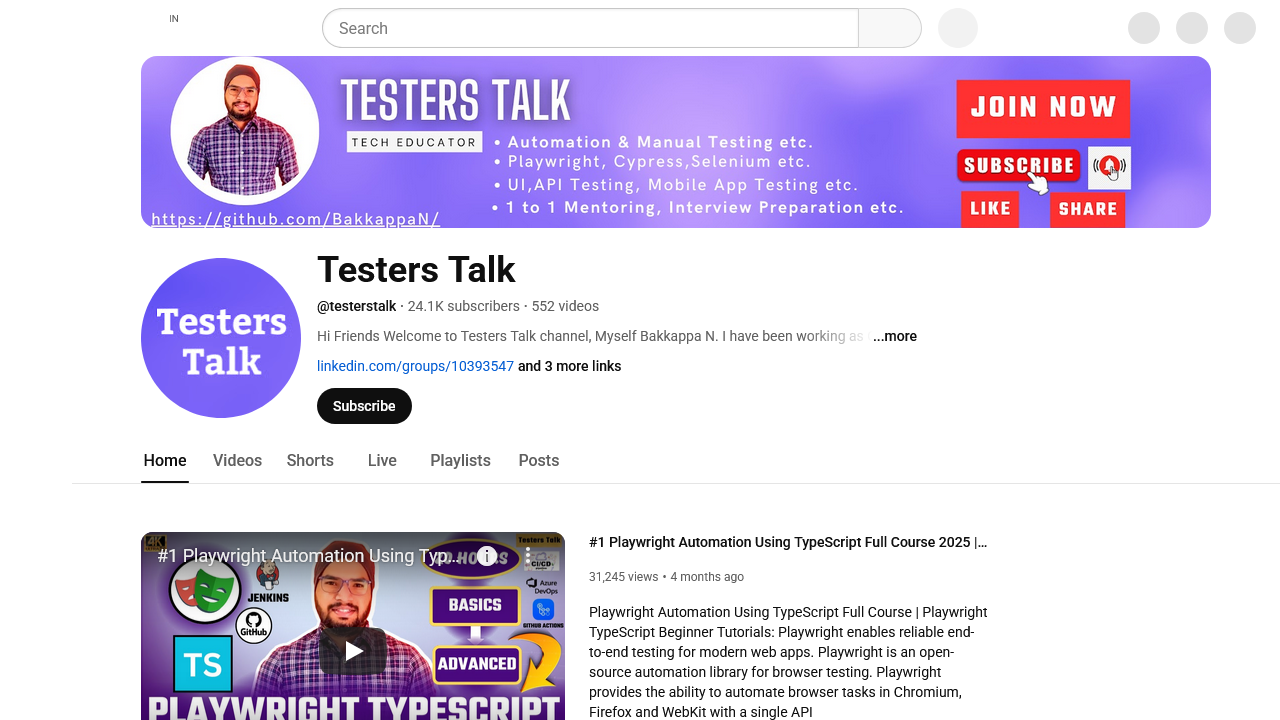 IN
Search
TESTERS TALK
TECH EDUCATOR
• Automation & Manual Testing etc.
• Playwright, Cypress,Selenium etc.
• UI,API Testing, Mobile App Testing etc.
• 1 to 1 Mentoring, Interview Preparation etc.
https://github.com/BakkappaN/
JOIN NOW
SUBSCRIBE
LIKE
SHARE
Testers
Talk
Testers Talk
@testerstalk • 24.1K subscribers • 552 videos
Hi Friends Welcome to Testers Talk channel, Myself Bakkappa N. I have been working as ...more
linkedin.com/groups/10393547 and 3 more links
Subscribe
Home Videos Shorts Live Playlists Posts
4K
#1 Playwright Automation Using Typ...
Testers Talk
CI/CD
JENKINS
GitHub
TS
BASICS
ADVANCED
Azure
DevOps
GITHUB ACTIONS
PLAYWRIGHT TYPESCRIPT
#1 Playwright Automation Using TypeScript Full Course 2025 |...
31,245 views • 4 months ago
Playwright Automation Using TypeScript Full Course | Playwright
TypeScript Beginner Tutorials: Playwright enables reliable end-
to-end testing for modern web apps. Playwright is an open-
source automation library for browser testing. Playwright
provides the ability to automate browser tasks in Chromium,
Firefox and WebKit with a single API